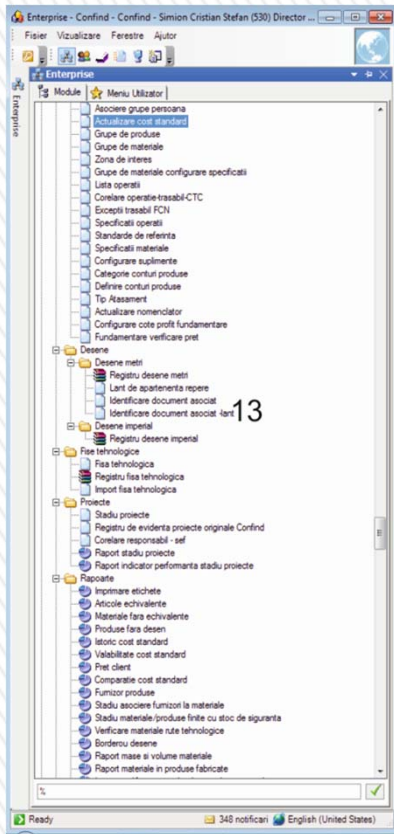 Enterprise - Confind - Confind - Simion Cristian Stefan (530) Director ...
Fisier Vizualizare Ferestre Ajutor
Enterprise
Enterprise
Module Meniu Utilizator
Asociere grupe persoana
Actualizare cost standard
Grupe de produse
Grupe de materiale
Zona de interes
Grupe de materiale configurare specificatii
Lista operatii
Corelare operatie-trasabil-CTC
Exceptii trasabil FCN
Specificatii operatii
Standarde de referinta
Specificatii materiale
Configurare suplimente
Categorie conturi produse
Definire conturi produse
Tip Atasament
Actualizare nomenclator
Configurare cote profit fundamentare
Fundamentare verificare pret
Desene
Desene metri
Registru desene metri
Lant de apartenenta repere
Identificare document asociat
Identificare document asociat -lant 13
Desene imperial
Registru desene imperial
Fise tehnologice
Fisa tehnologica
Registru fisa tehnologica
Import fisa tehnologica
Proiecte
Stadiu proiecte
Registru de evidenta proiecte originale Confind
Corelare responsabil - sef
Raport stadiu proiecte
Raport indicator performanta stadiu proiecte
Rapoarte
Imprimare etichete
Articole echivalente
Materiale fara echivalente
Produse fara desen
Istoric cost standard
Valabilitate cost standard
Pret client
Comparatie cost standard
Furnizor produse
Stadiu asociere furnizori la materiale
Stadiu materiale/produse finite cu stoc de siguranta
Verificare materiale rute tehnologice
Borderou desene
Raport mase si volume materiale
Raport materiale in produse fabricate
%
Ready 348 notificari English (United States)